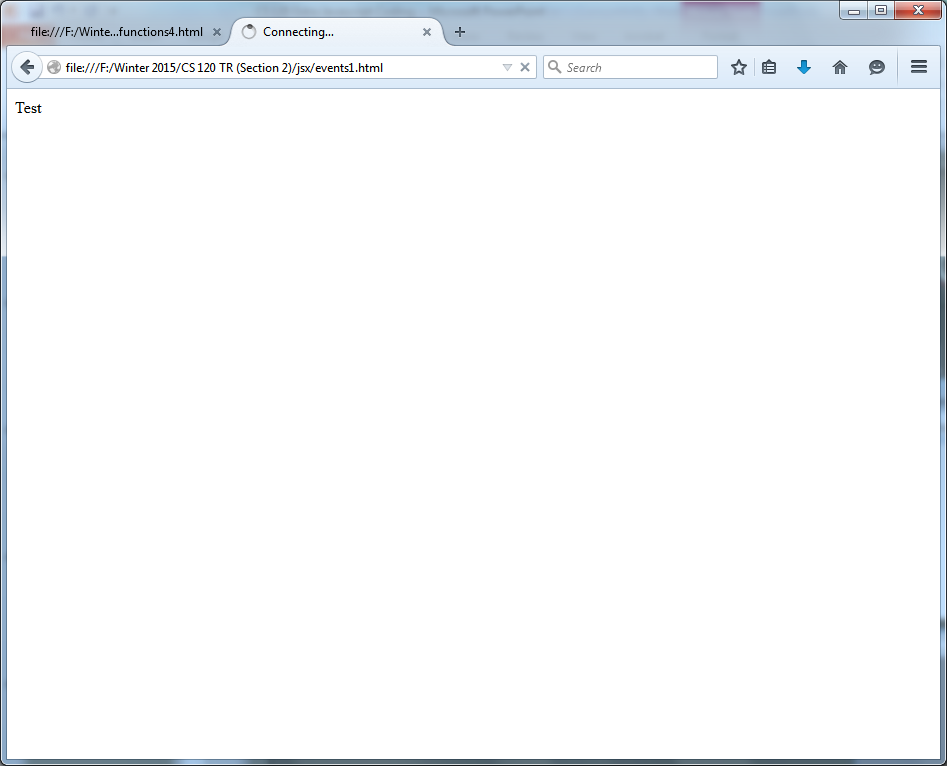 file:///F:/Winte...functions4.html
Connecting...
file:///F:/Winter 2015/CS 120 TR (Section 2)/jsx/events1.html
Search
Test